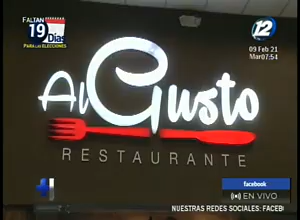 FALTAN
19
Días
PARA LAS ELECCIONES
12
09 Feb 21
Mar07:54
Al Gusto
RESTAURANTE
facebook
EN VIVO
NUESTRAS REDES SOCIALES: FACEB